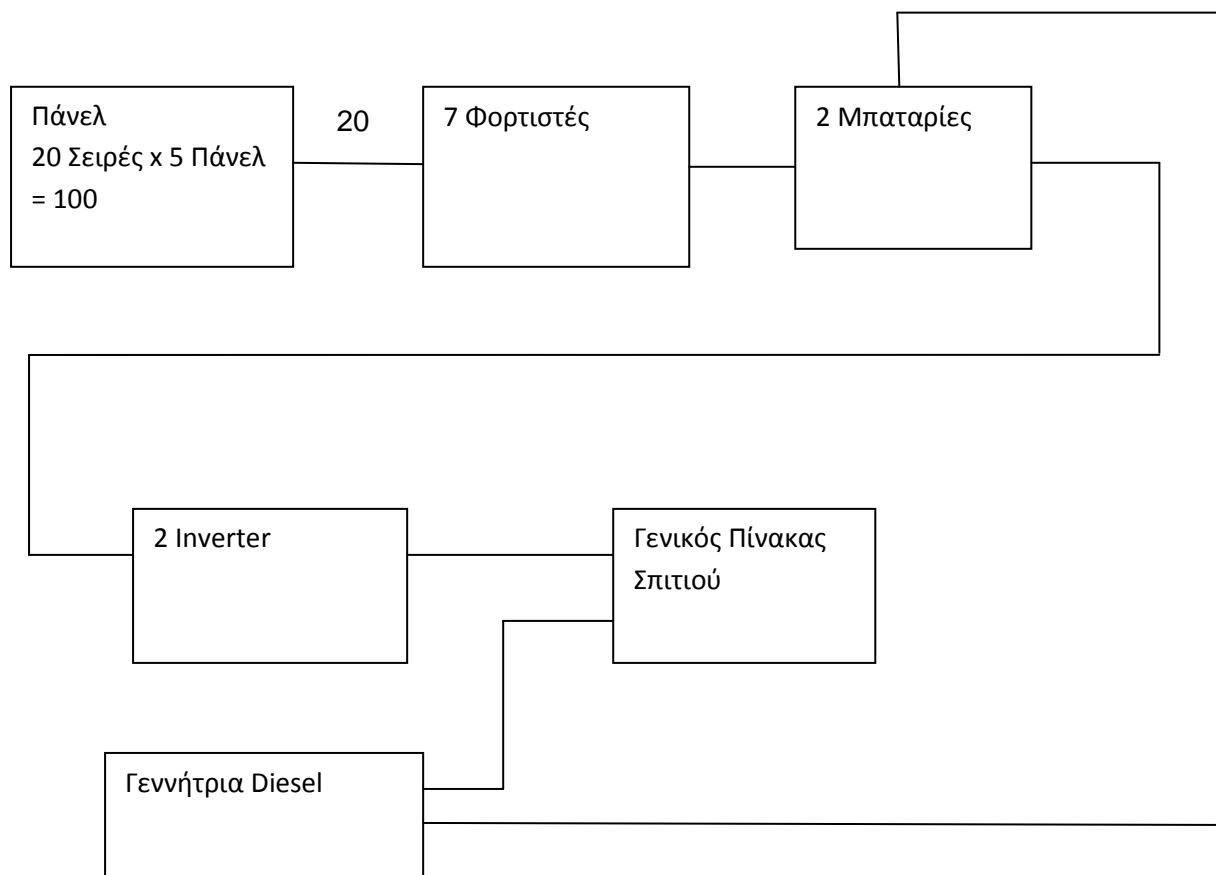 Πάνελ
20 Σειρές x 5 Πάνελ
= 100
20
7 Φορτιστές
2 Μπαταρίες
2 Inverter
Γενικός Πίνακας
Σπιτιού
Γεννήτρια Diesel